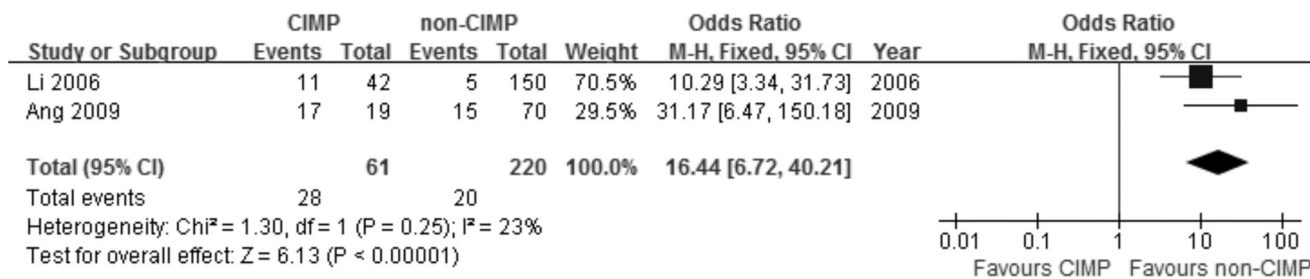 CIMP non-CIMP Odds Ratio Odds Ratio
Study or Subgroup Events Total Events Total Weight M-H, Fixed, 95% CI Year M-H, Fixed, 95% CI
Li 2006 11 42 5 150 70.5% 10.29 [3.34, 31.73] 2006
Ang 2009 17 19 15 70 29.5% 31.17 [6.47, 150.18] 2009
Total (95% CI) 61 220 100.0% 16.44 [6.72, 40.21]
Total events 28 20
Heterogeneity: Chi² = 1.30, df = 1 (P = 0.25); I² = 23%
Test for overall effect: Z = 6.13 (P < 0.00001)
0.01 0.1 1 10 100
Favours CIMP Favours non-CIMP